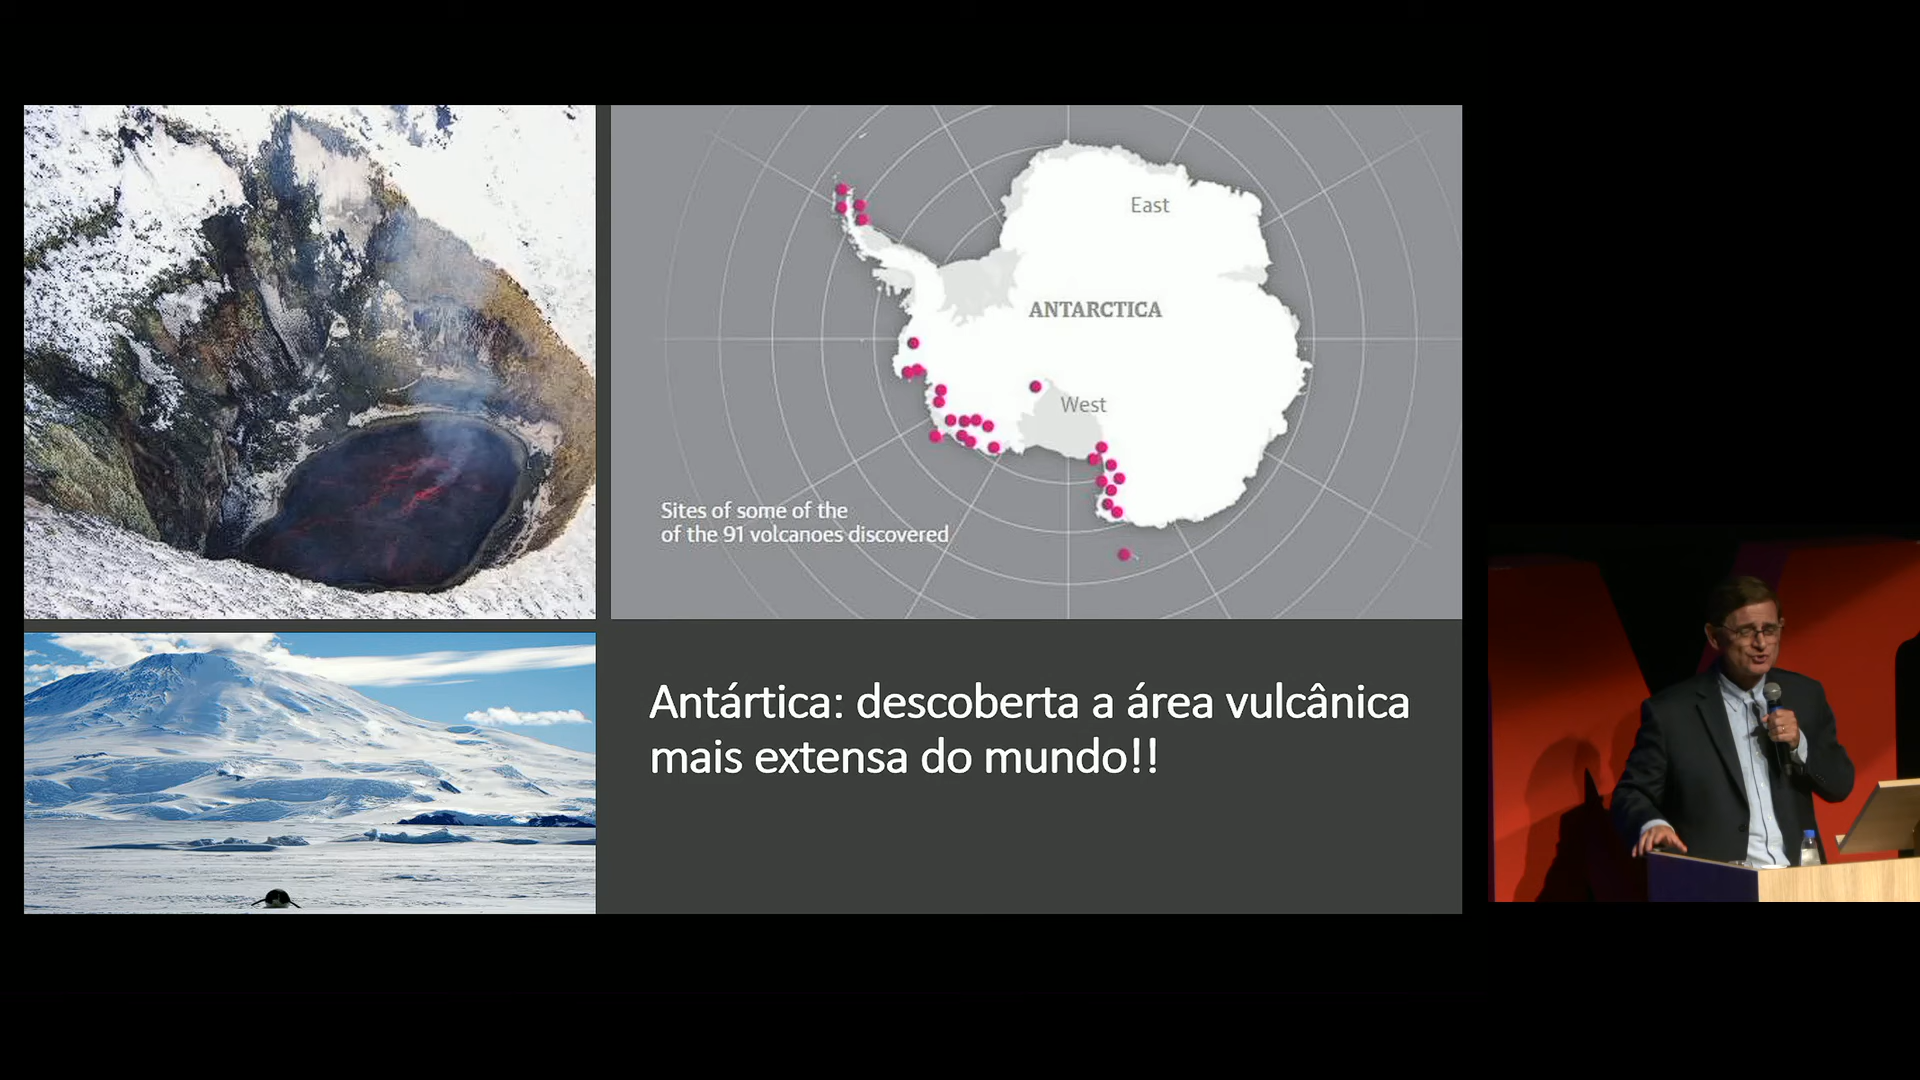 East
ANTARCTICA
West
Sites of some of the
of the 91 volcanoes discovered
Antártica: descoberta a área vulcânica
mais extensa do mundo!!